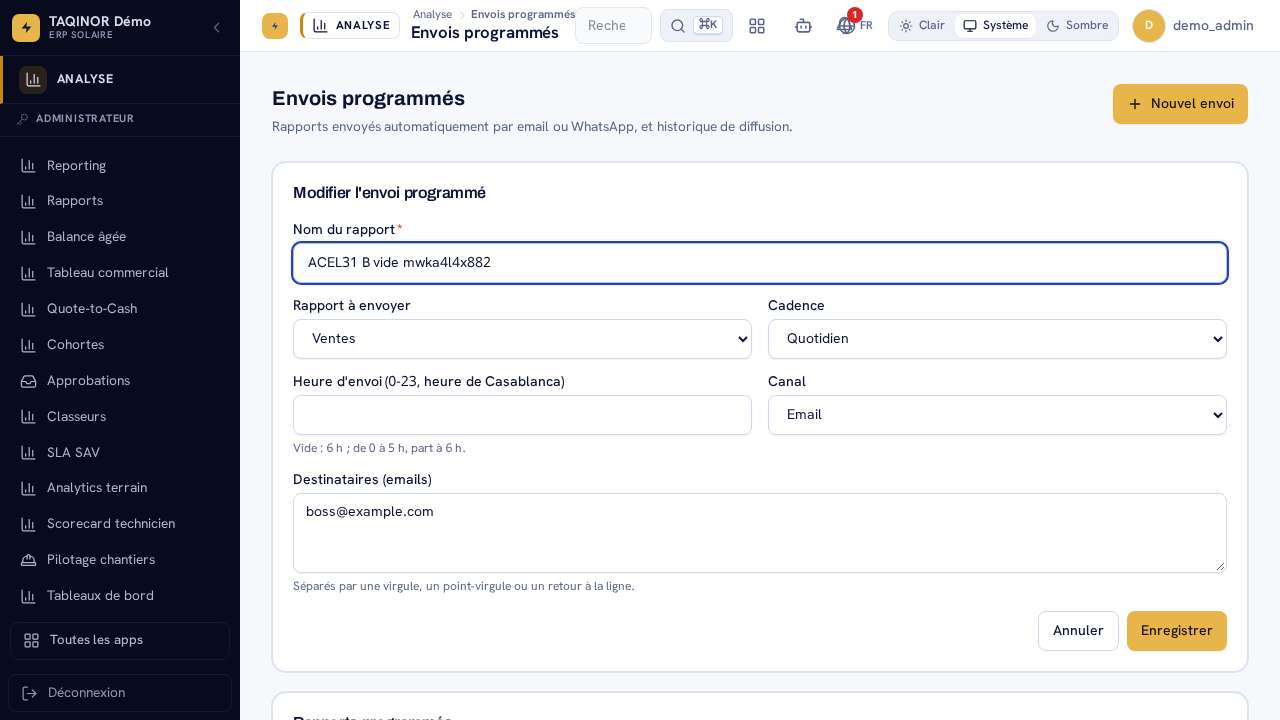 TAQINOR Démo
ERP SOLAIRE
ANALYSE
ADMINISTRATEUR
Reporting
Rapports
Balance âgée
Tableau commercial
Quote-to-Cash
Cohortes
Approbations
Classeurs
SLA SAV
Analytics terrain
Scorecard technicien
Pilotage chantiers
Tableaux de bord
Toutes les apps
Déconnexion
ANALYSE
Analyse > Envois programmés
Envois programmés
Reche
⌘K
1
FR
Clair
Système
Sombre
D
demo_admin
Envois programmés
Rapports envoyés automatiquement par email ou WhatsApp, et historique de diffusion.
+ Nouvel envoi
Modifier l'envoi programmé
Nom du rapport *
ACEL31 B vide mwka4l4x882
Rapport à envoyer
Ventes
Cadence
Quotidien
Heure d'envoi (0-23, heure de Casablanca)
Vide : 6 h ; de 0 à 5 h, part à 6 h.
Canal
Email
Destinataires (emails)
boss@example.com
Séparés par une virgule, un point-virgule ou un retour à la ligne.
Annuler
Enregistrer
Rapports programmés